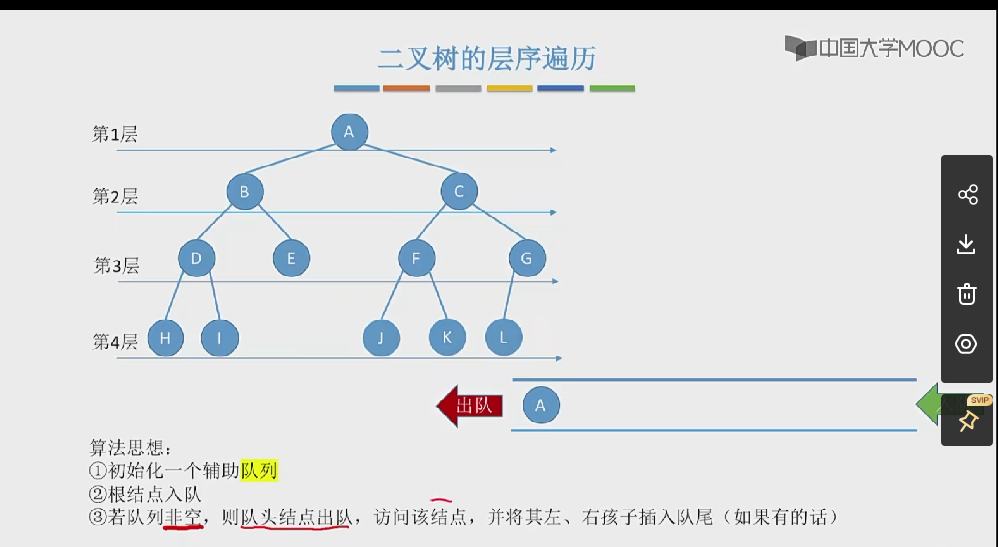 二叉树的层序遍历
中国大学MOOC
第1层
A
第2层
B C
第3层
D E F G
第4层
H I J K L
出队 A
SVIP
算法思想：
①初始化一个辅助队列
②根结点入队
③若队列非空，则队头结点出队，访问该结点，并将其左、右孩子插入队尾（如果有的话）